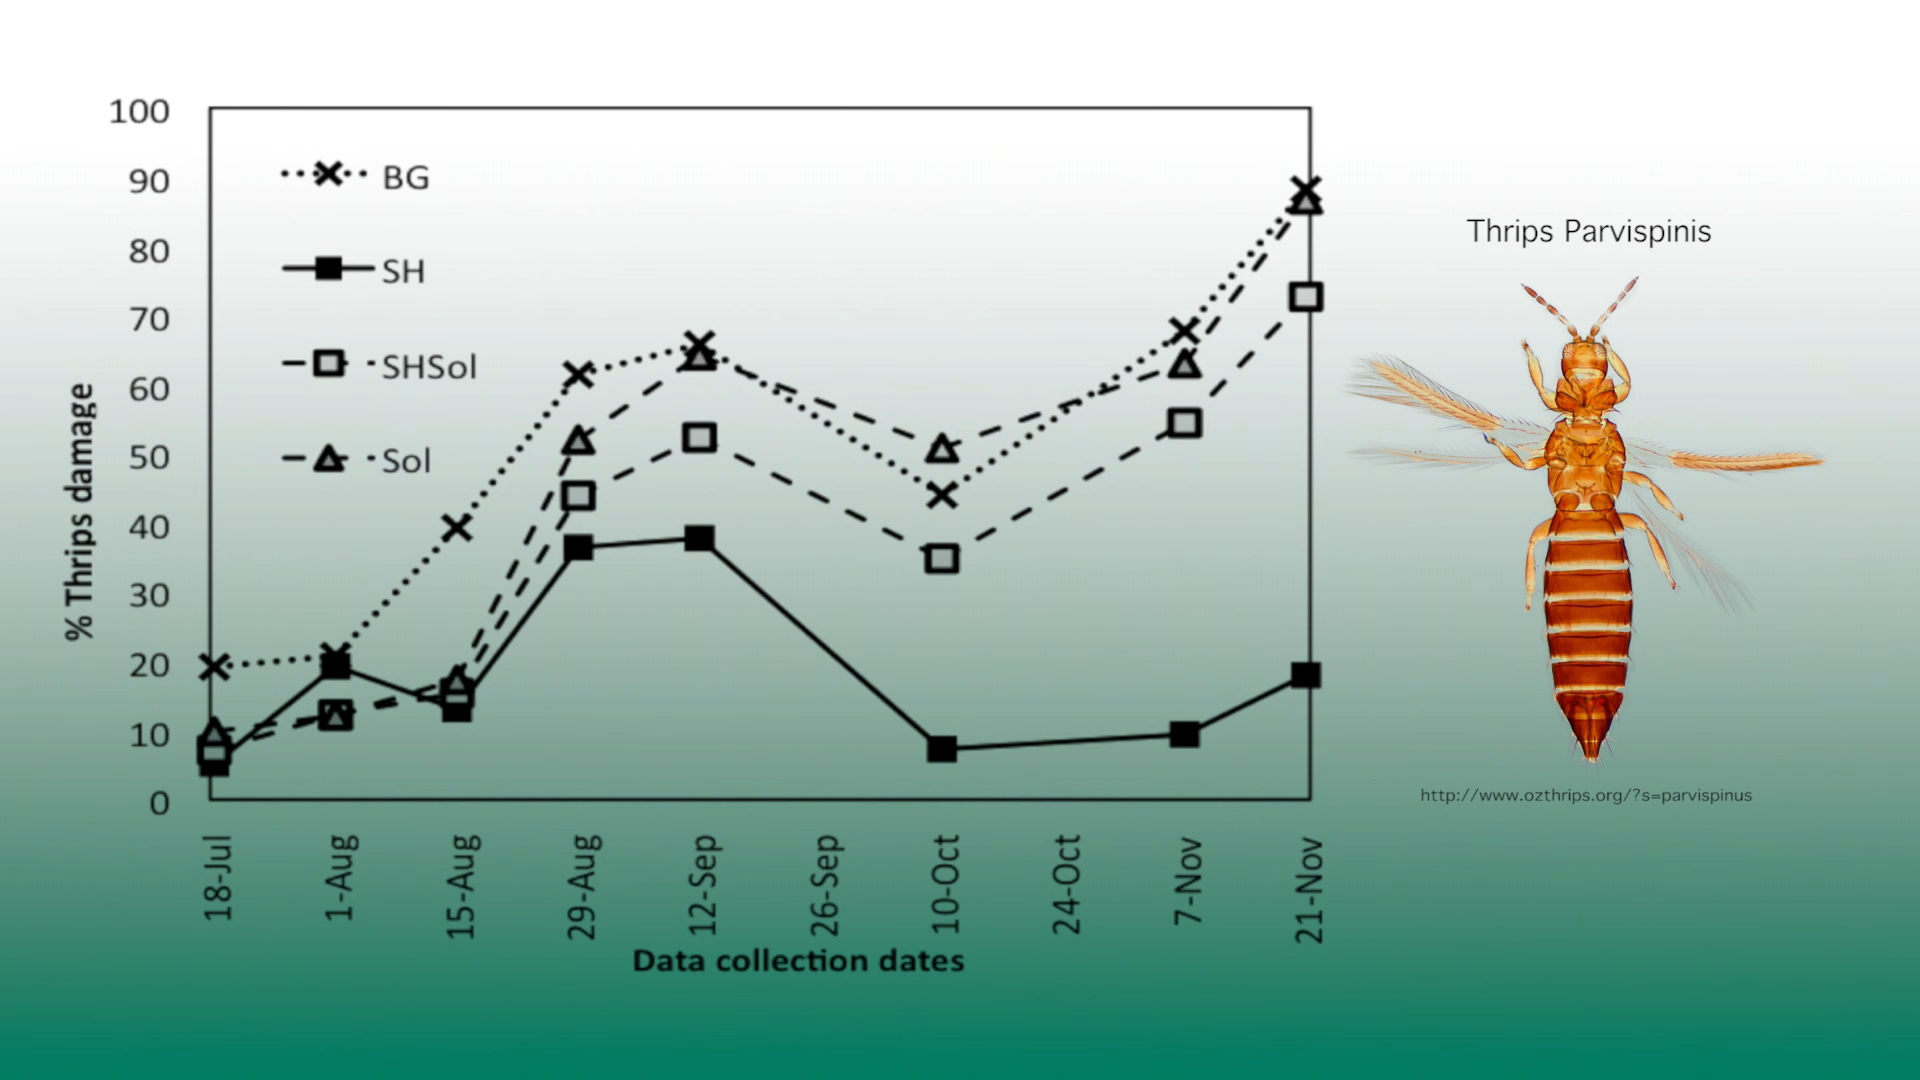 100
90
80
70
60
50
40
30
20
10
0
% Thrips damage
BG
SH
SHSol
Sol
18-Jul
1-Aug
15-Aug
29-Aug
12-Sep
26-Sep
10-Oct
24-Oct
7-Nov
21-Nov
Data collection dates
Thrips Parvispinis
http://www.ozthrips.org/?s=parvispinus